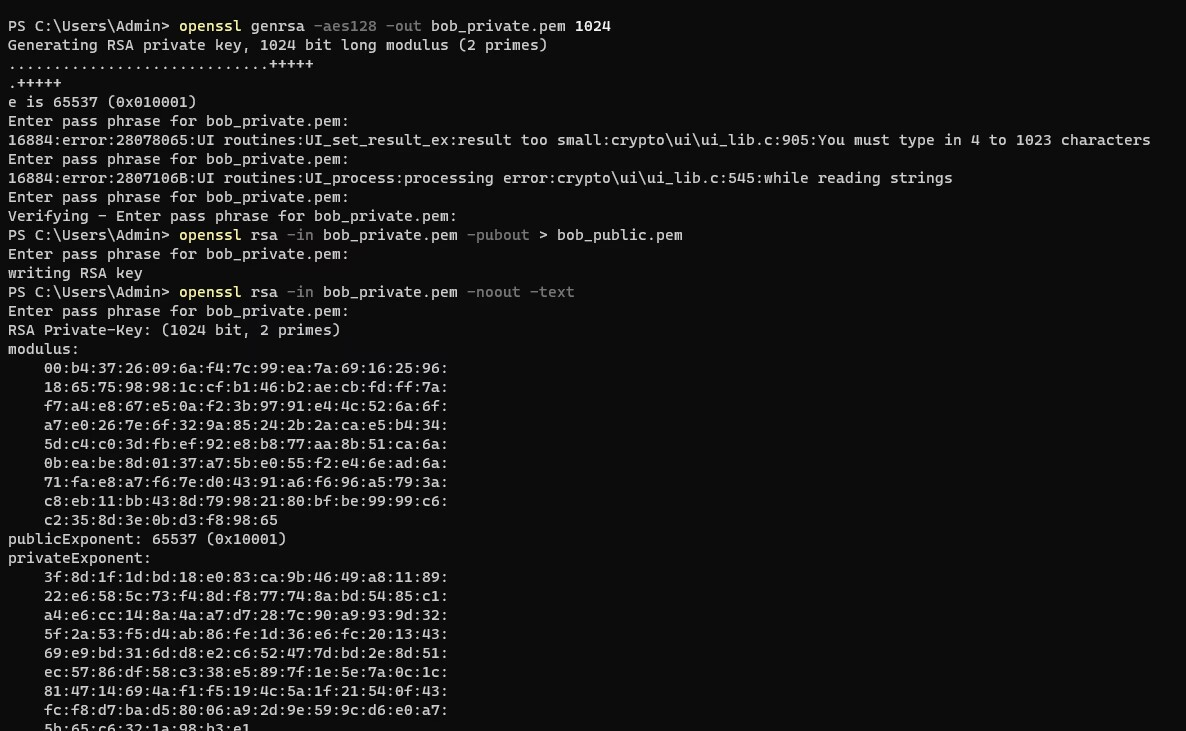 PS C:\Users\Admin> openssl genrsa -aes128 -out bob_private.pem 1024
Generating RSA private key, 1024 bit long modulus (2 primes)
.............................+++++
.+++++
e is 65537 (0x010001)
Enter pass phrase for bob_private.pem:
16884:error:28078065:UI routines:UI_set_result_ex:result too small:crypto\ui\ui_lib.c:905:You must type in 4 to 1023 characters
Enter pass phrase for bob_private.pem:
16884:error:2807106B:UI routines:UI_process:processing error:crypto\ui\ui_lib.c:545:while reading strings
Enter pass phrase for bob_private.pem:
Verifying - Enter pass phrase for bob_private.pem:
PS C:\Users\Admin> openssl rsa -in bob_private.pem -pubout > bob_public.pem
Enter pass phrase for bob_private.pem:
writing RSA key
PS C:\Users\Admin> openssl rsa -in bob_private.pem -noout -text
Enter pass phrase for bob_private.pem:
RSA Private-Key: (1024 bit, 2 primes)
modulus:
    00:b4:37:26:09:6a:f4:7c:99:ea:7a:69:16:25:96:
    18:65:75:98:98:1c:cf:b1:46:b2:ae:cb:fd:ff:7a:
    f7:a4:e8:67:e5:0a:f2:3b:97:91:e4:4c:52:6a:6f:
    a7:e0:26:7e:6f:32:9a:85:24:2b:2a:ca:e5:b4:34:
    5d:c4:c0:3d:fb:ef:92:e8:b8:77:aa:8b:51:ca:6a:
    0b:ea:be:8d:01:37:a7:5b:e0:55:f2:e4:6e:ad:6a:
    71:fa:e8:a7:f6:7e:d0:43:91:a6:f6:96:a5:79:3a:
    c8:eb:11:bb:43:8d:79:98:21:80:bf:be:99:99:c6:
    c2:35:8d:3e:0b:d3:f8:98:65
publicExponent: 65537 (0x10001)
privateExponent:
    3f:8d:1f:1d:bd:18:e0:83:ca:9b:46:49:a8:11:89:
    22:e6:58:5c:73:f4:8d:f8:77:74:8a:bd:54:85:c1:
    a4:e6:cc:14:8a:4a:a7:d7:28:7c:90:a9:93:9d:32:
    5f:2a:53:f5:d4:ab:86:fe:1d:36:e6:fc:20:13:43:
    69:e9:bd:31:6d:d8:e2:c6:52:47:7d:bd:2e:8d:51:
    ec:57:86:df:58:c3:38:e5:89:7f:1e:5e:7a:0c:1c:
    81:47:14:69:4a:f1:f5:19:4c:5a:1f:21:54:0f:43:
    fc:f8:d7:ba:d5:80:06:a9:2d:9e:59:9c:d6:e0:a7:
    5b:65:c6:32:1a:98:b3:e1